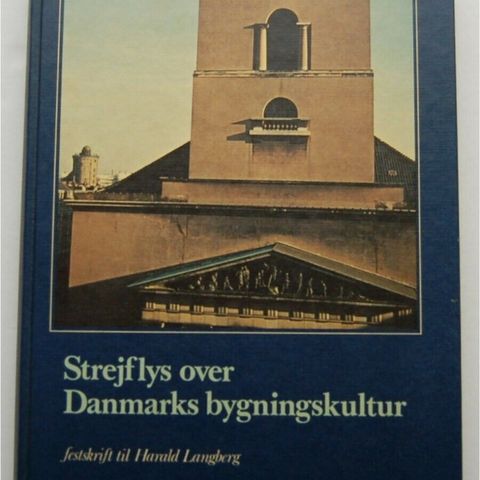 Strejflys over
Danmarks bygningskultur
festskrift til Harald Langberg